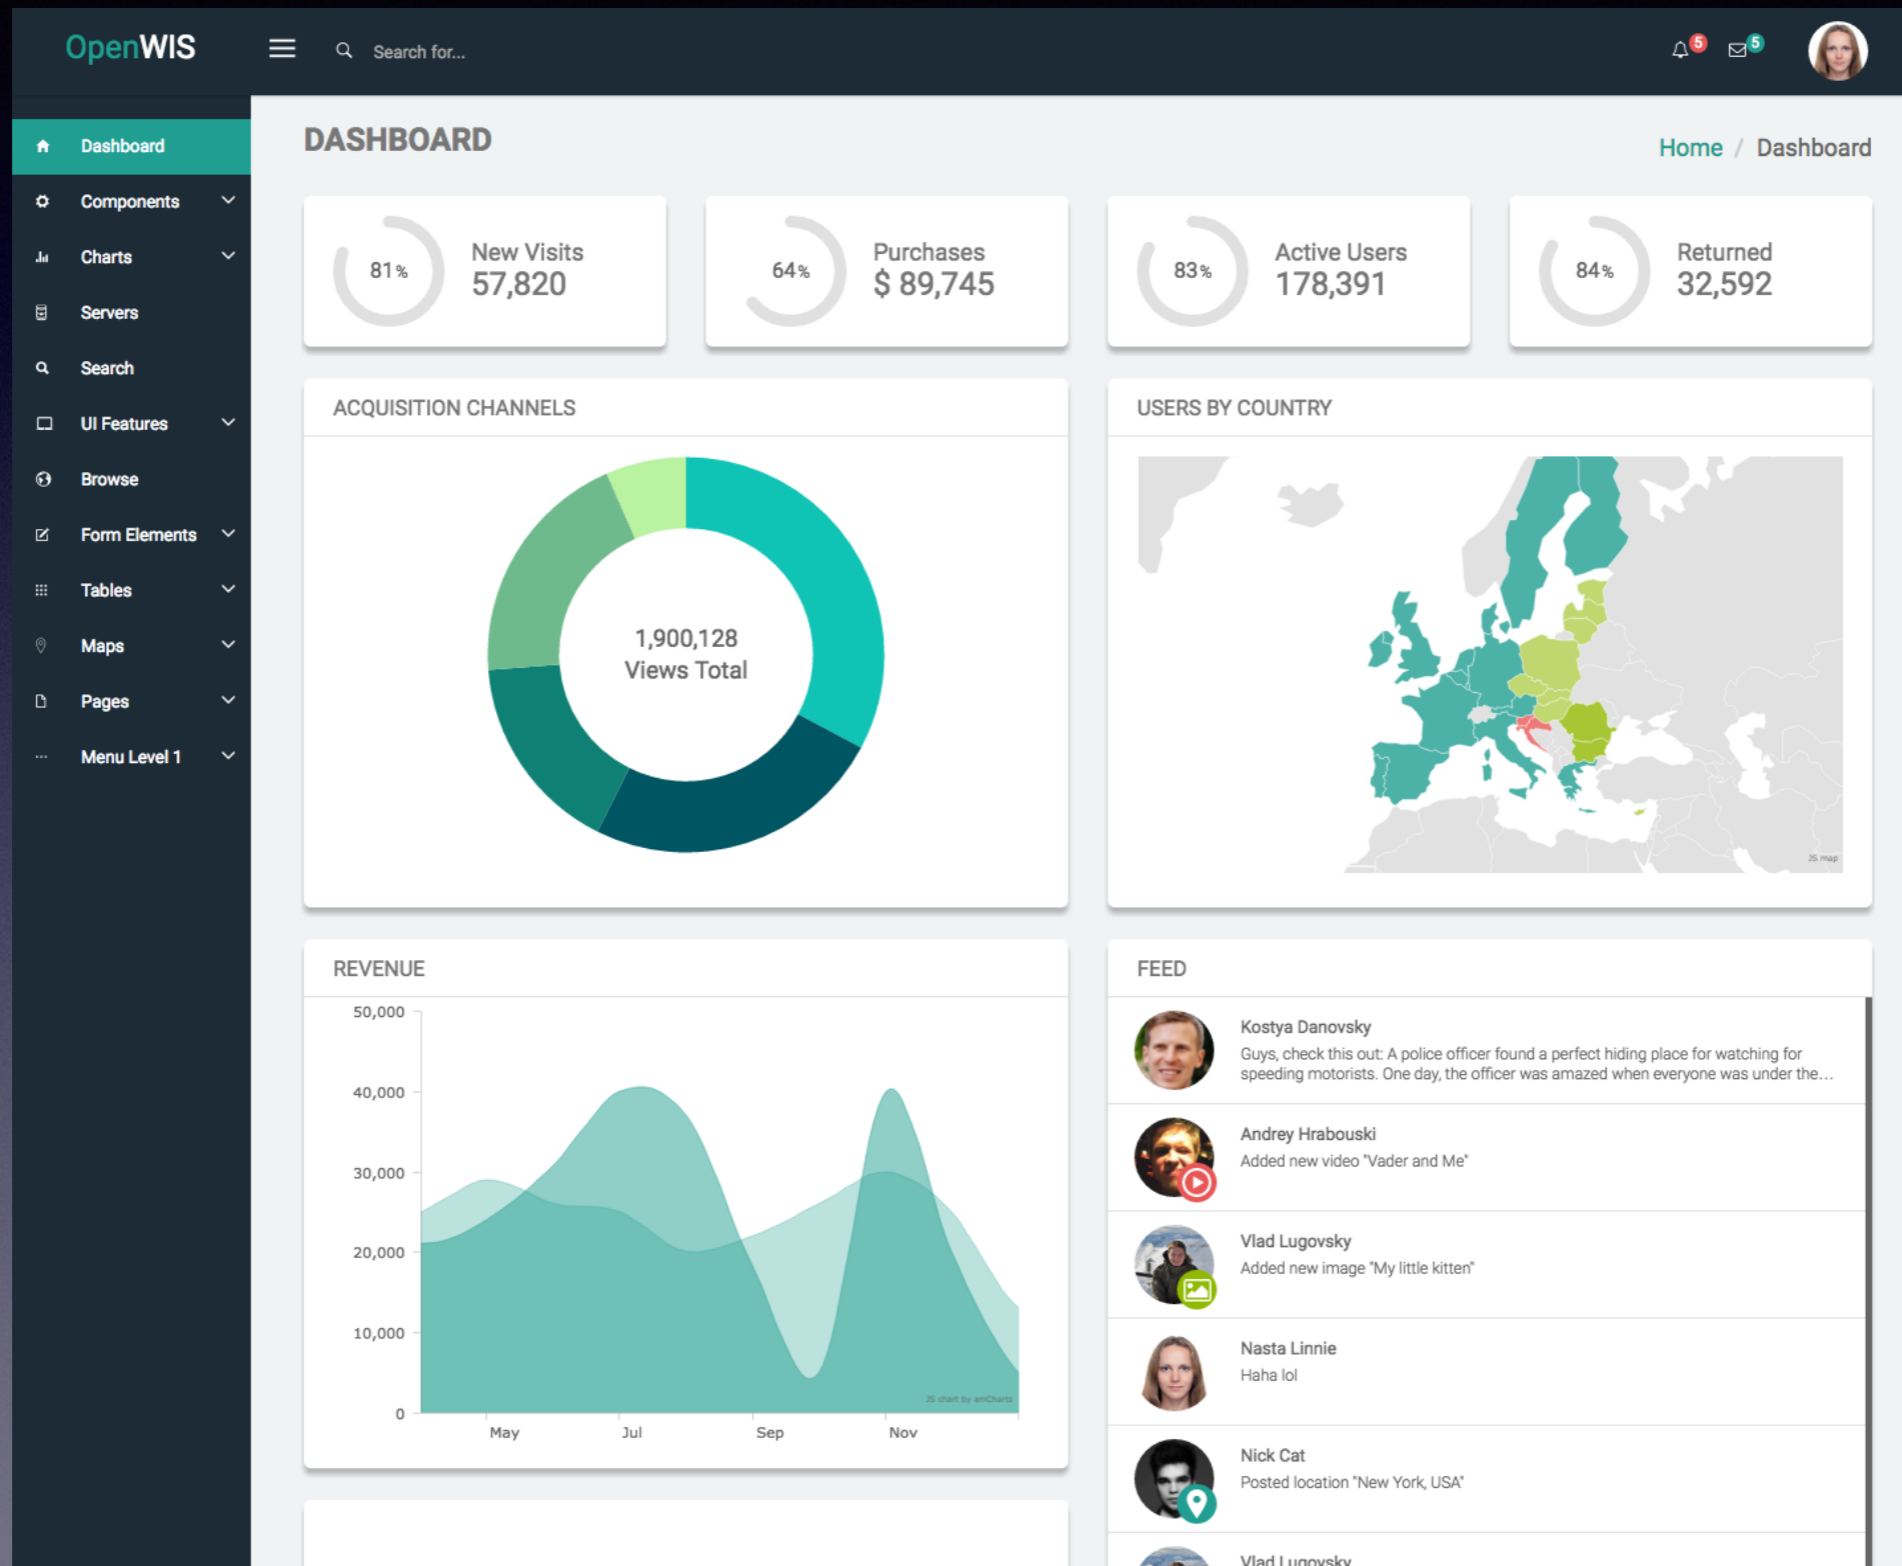 OpenWIS
Search for...
5
5
Dashboard
Components
Charts
Servers
Search
UI Features
Browse
Form Elements
Tables
Maps
Pages
Menu Level 1
DASHBOARD
Home / Dashboard
81%
New Visits
57,820
64%
Purchases
$ 89,745
83%
Active Users
178,391
84%
Returned
32,592
ACQUISITION CHANNELS
1,900,128
Views Total
USERS BY COUNTRY
JS map
REVENUE
50,000
40,000
30,000
20,000
10,000
0
May
Jul
Sep
Nov
JS chart by amCharts
FEED
Kostya Danovsky
Guys, check this out: A police officer found a perfect hiding place for watching for
speeding motorists. One day, the officer was amazed when everyone was under the...
Andrey Hrabouski
Added new video "Vader and Me"
Vlad Lugovsky
Added new image "My little kitten"
Nasta Linnie
Haha lol
Nick Cat
Posted location "New York, USA"
Vlad Lugovsky